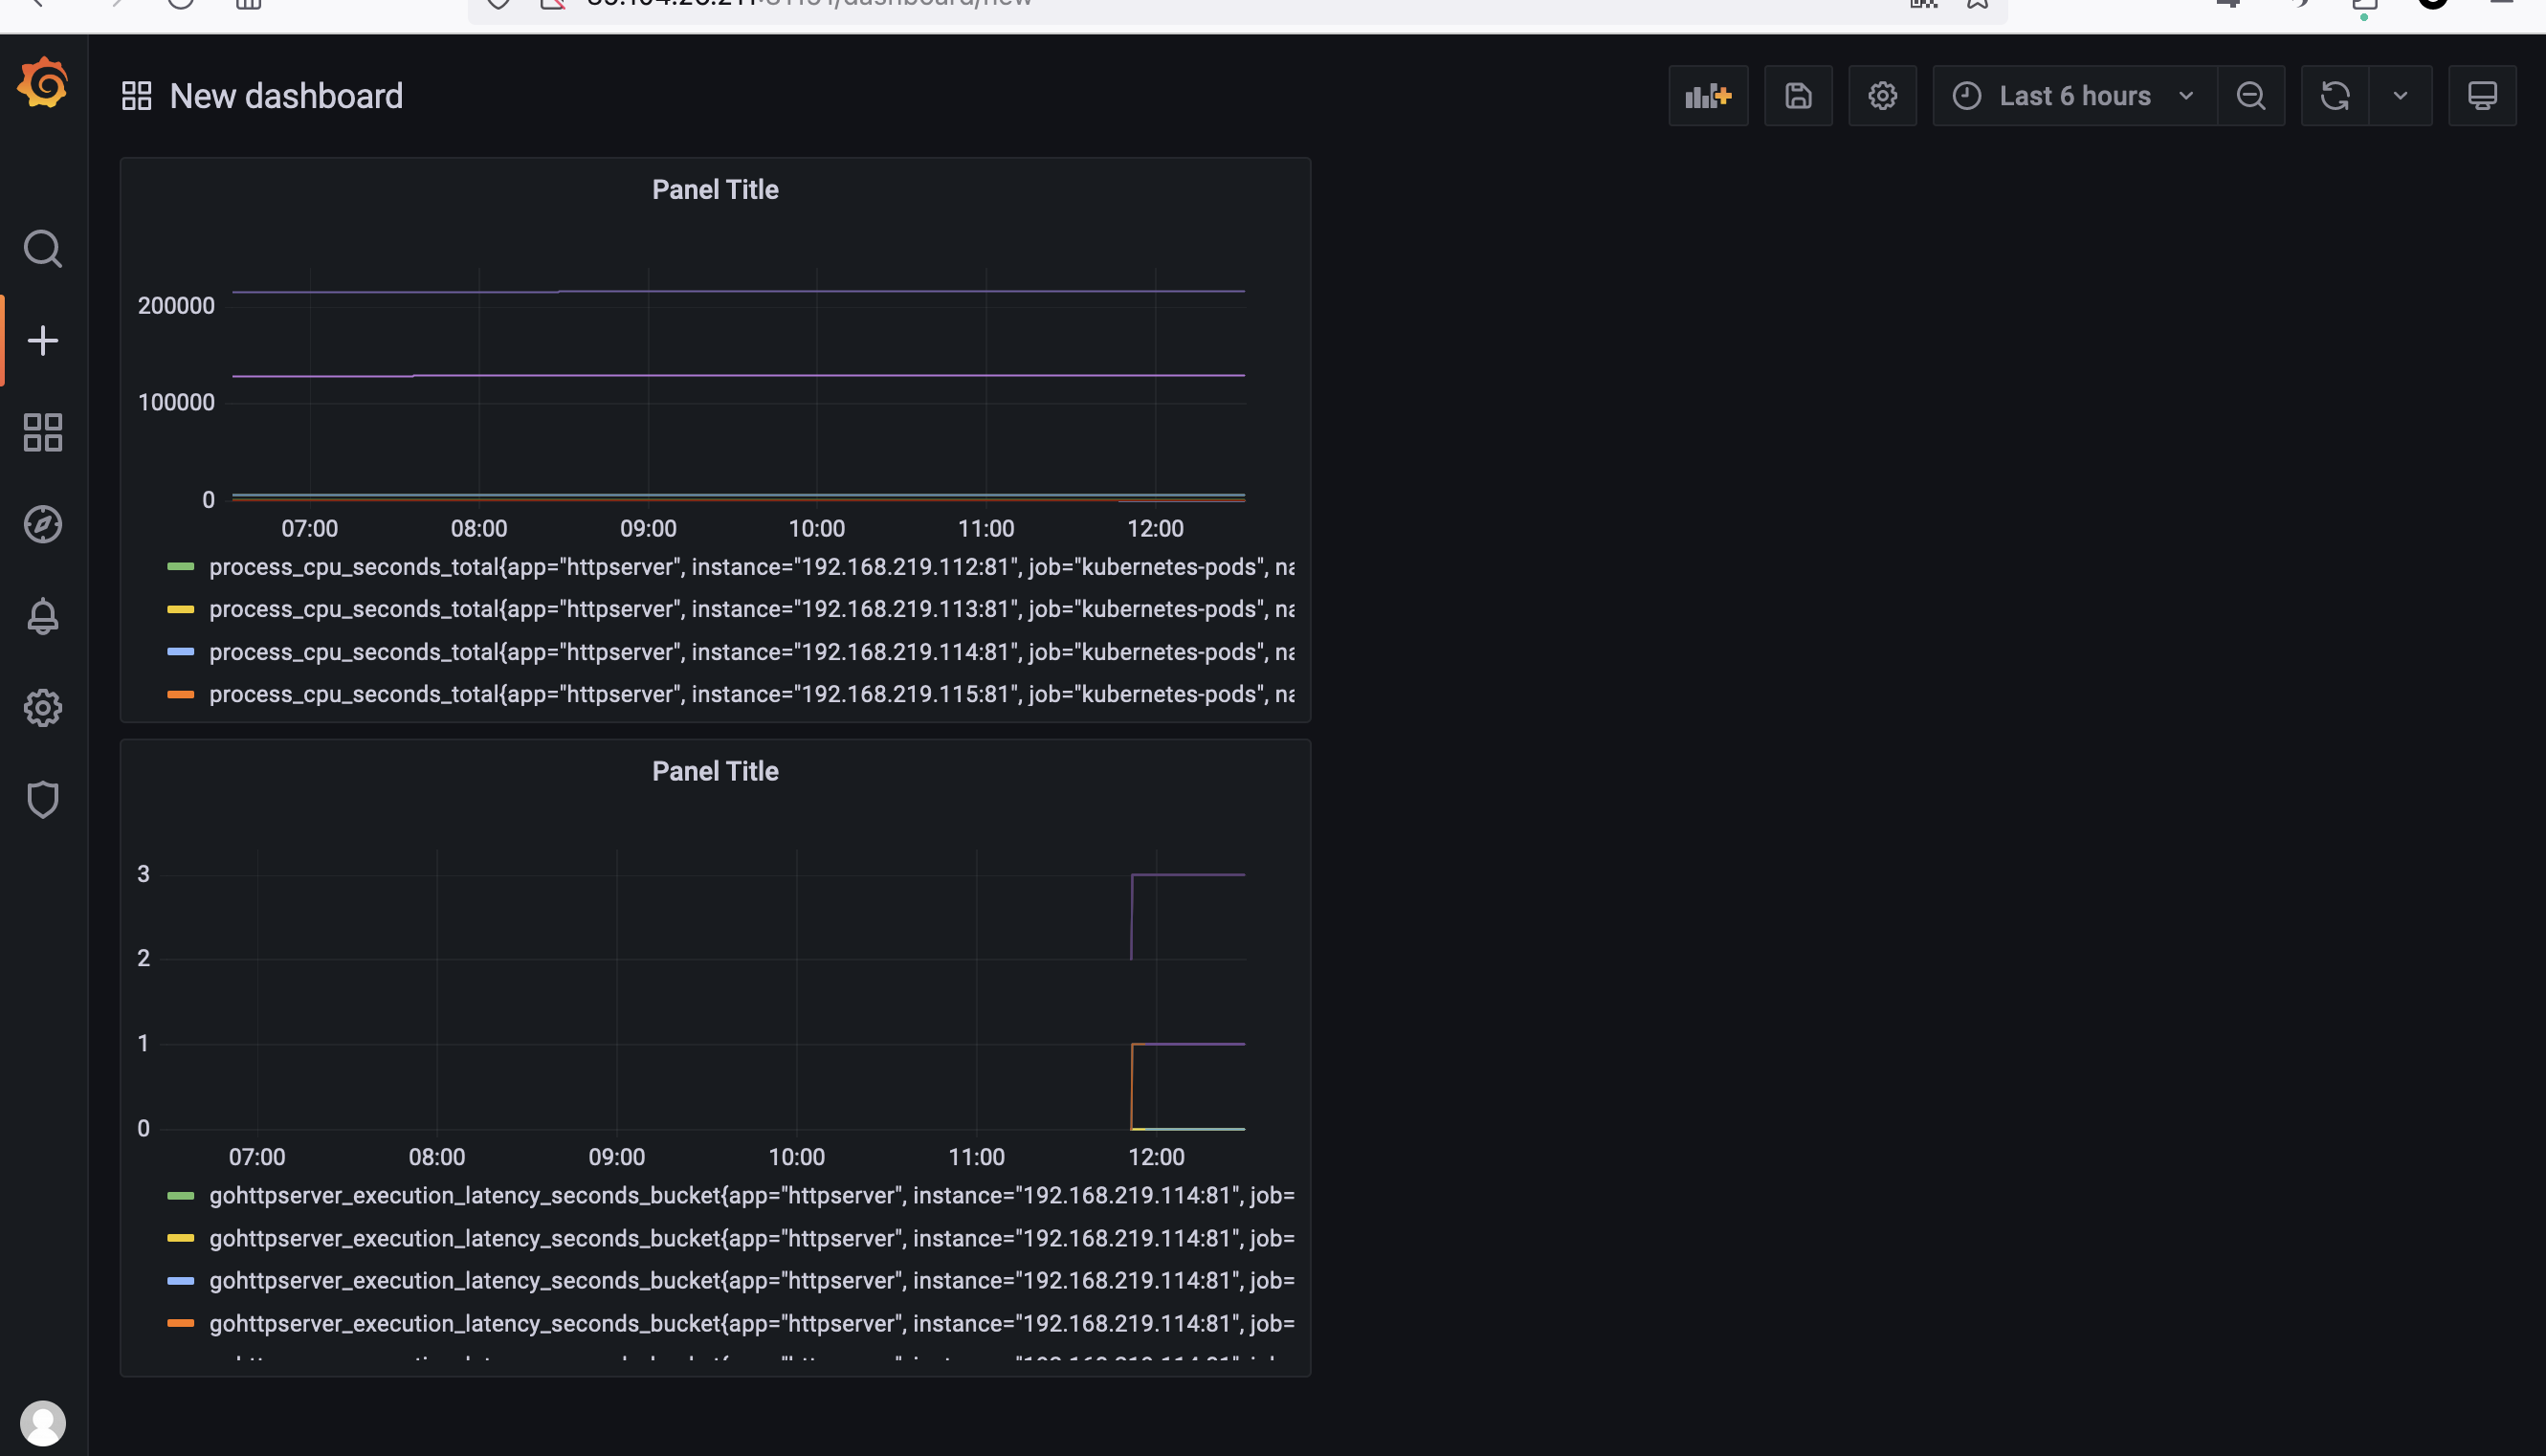 New dashboard
Last 6 hours
Panel Title
200000
100000
0
07:00 08:00 09:00 10:00 11:00 12:00
process_cpu_seconds_total{app="httpserver", instance="192.168.219.112:81", job="kubernetes-pods", na
process_cpu_seconds_total{app="httpserver", instance="192.168.219.113:81", job="kubernetes-pods", na
process_cpu_seconds_total{app="httpserver", instance="192.168.219.114:81", job="kubernetes-pods", na
process_cpu_seconds_total{app="httpserver", instance="192.168.219.115:81", job="kubernetes-pods", na
Panel Title
3
2
1
0
07:00 08:00 09:00 10:00 11:00 12:00
gohttpserver_execution_latency_seconds_bucket{app="httpserver", instance="192.168.219.114:81", job=
gohttpserver_execution_latency_seconds_bucket{app="httpserver", instance="192.168.219.114:81", job=
gohttpserver_execution_latency_seconds_bucket{app="httpserver", instance="192.168.219.114:81", job=
gohttpserver_execution_latency_seconds_bucket{app="httpserver", instance="192.168.219.114:81", job=